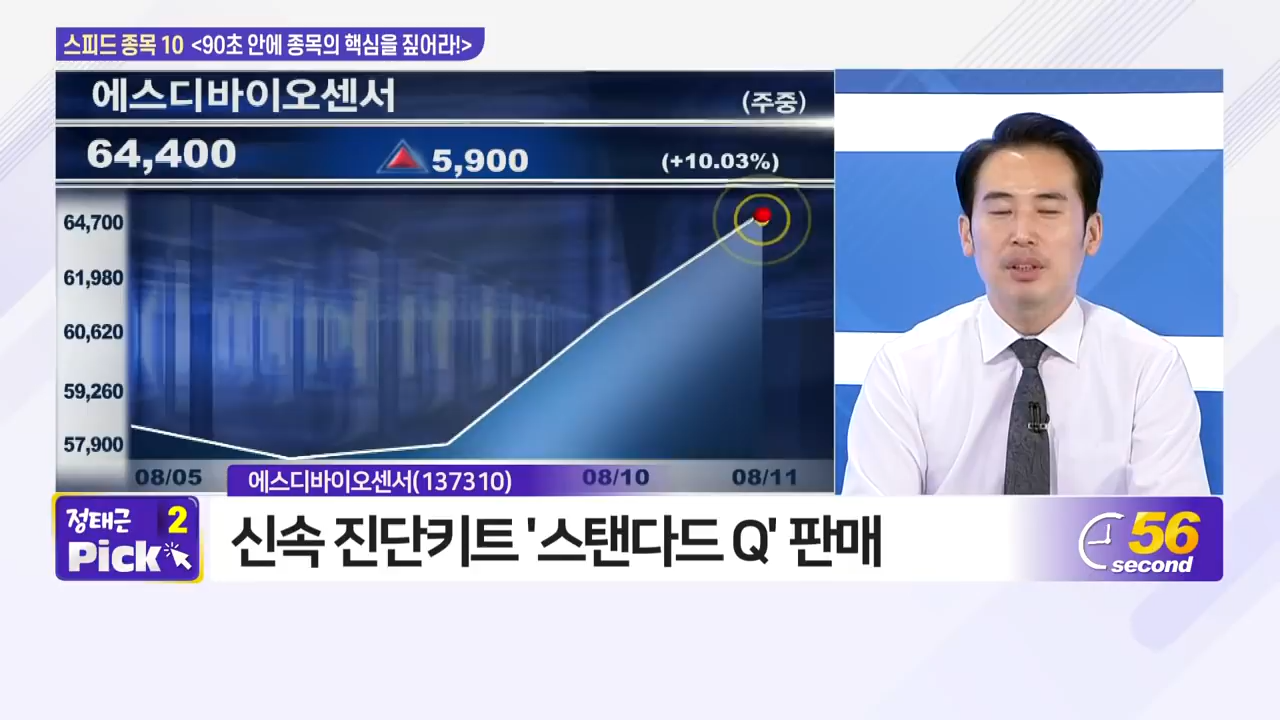 스피드 종목 10 <90초 안에 종목의 핵심을 짚어라!>
에스디바이오센서 (주중)
64,400 5,900 (+10.03%)
64,700
61,980
60,620
59,260
57,900
08/05 08/10 08/11
에스디바이오센서(137310)
정태근 2
Pick
신속 진단키트 '스탠다드 Q' 판매
56
second